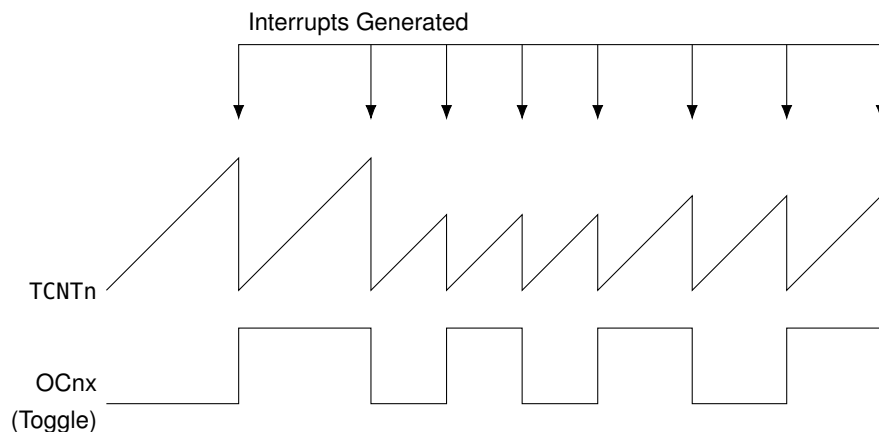 Interrupts Generated
TCNTn
OCnx
(Toggle)